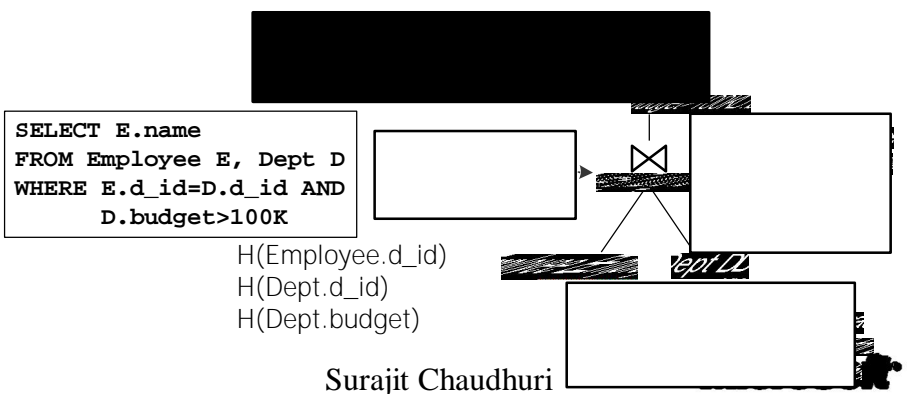 SELECT E.name
FROM Employee E, Dept D
WHERE E.d_id=D.d_id AND
D.budget>100K
H(Employee.d_id)
H(Dept.d_id)
H(Dept.budget)
Surajit Chaudhuri